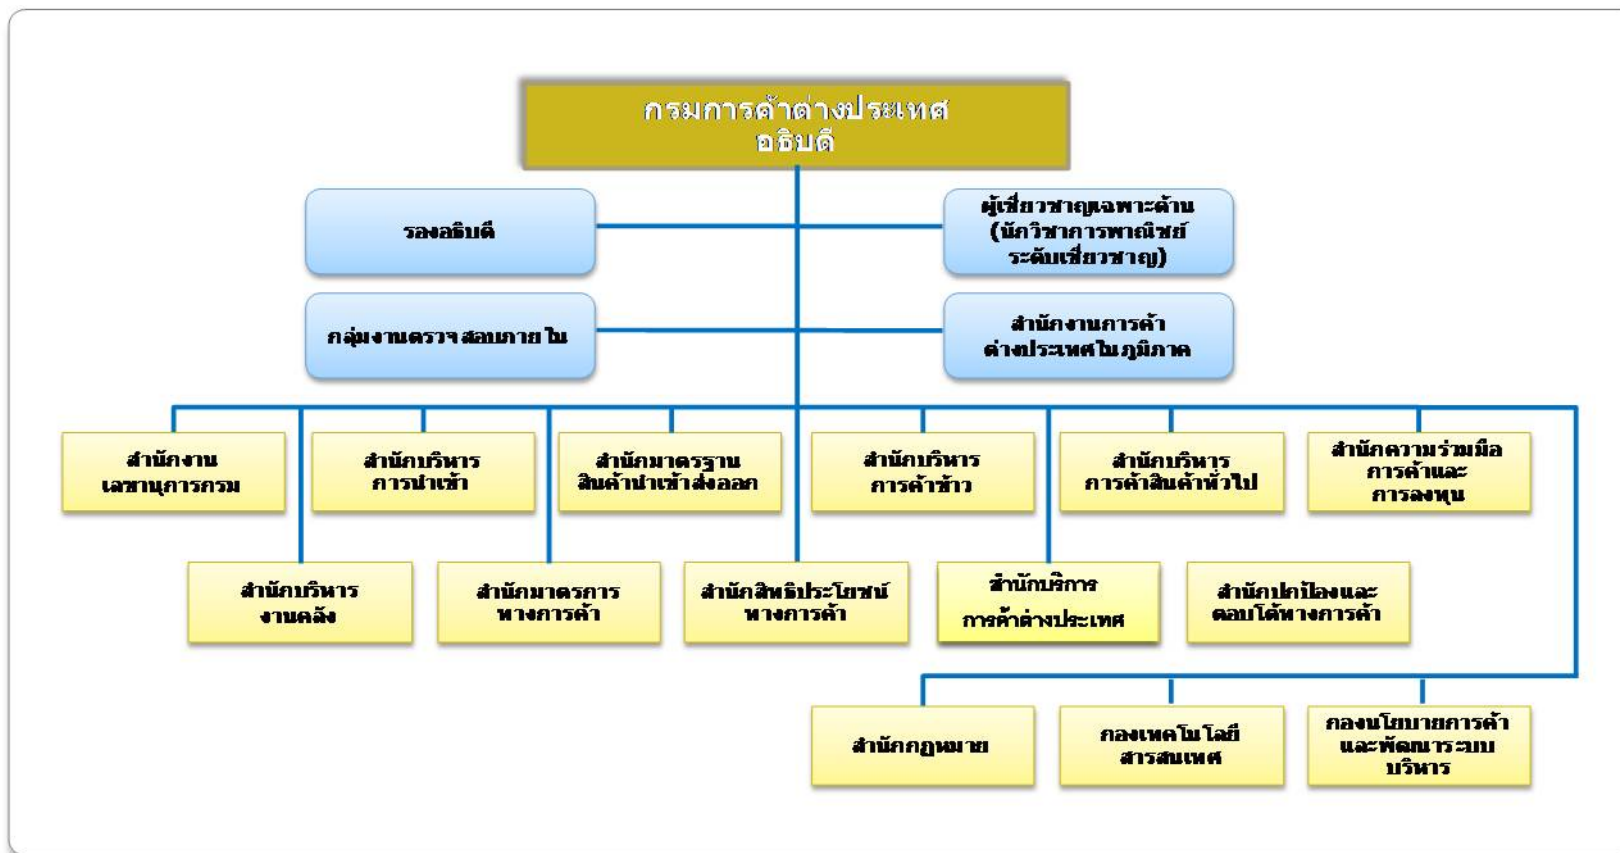 กรมการค้าต่างประเทศ
อธิบดี
รองอธิบดี
ผู้เชี่ยวชาญเฉพาะด้าน
(นักวิชาการพาณิชย์
ระดับเชี่ยวชาญ)
กลุ่มงานตรวจสอบภายใน
สำนักงานการค้า
ต่างประเทศในภูมิภาค
สำนักงาน
เลขานุการกรม
สำนักบริหาร
การนำเข้า
สำนักมาตรฐาน
สินค้านำเข้าส่งออก
สำนักบริหาร
การค้าข้าว
สำนักบริหาร
การค้าสินค้าทั่วไป
สำนักความร่วมมือ
การค้าและ
การลงทุน
สำนักบริหาร
งานคลัง
สำนักมาตรการ
ทางการค้า
สำนักสิทธิประโยชน์
ทางการค้า
สำนักบริการ
การค้าต่างประเทศ
สำนักปกป้องและ
ตอบโต้ทางการค้า
สำนักกฎหมาย
กองเทคโนโลยี
สารสนเทศ
กองนโยบายการค้า
และพัฒนาระบบ
บริหาร